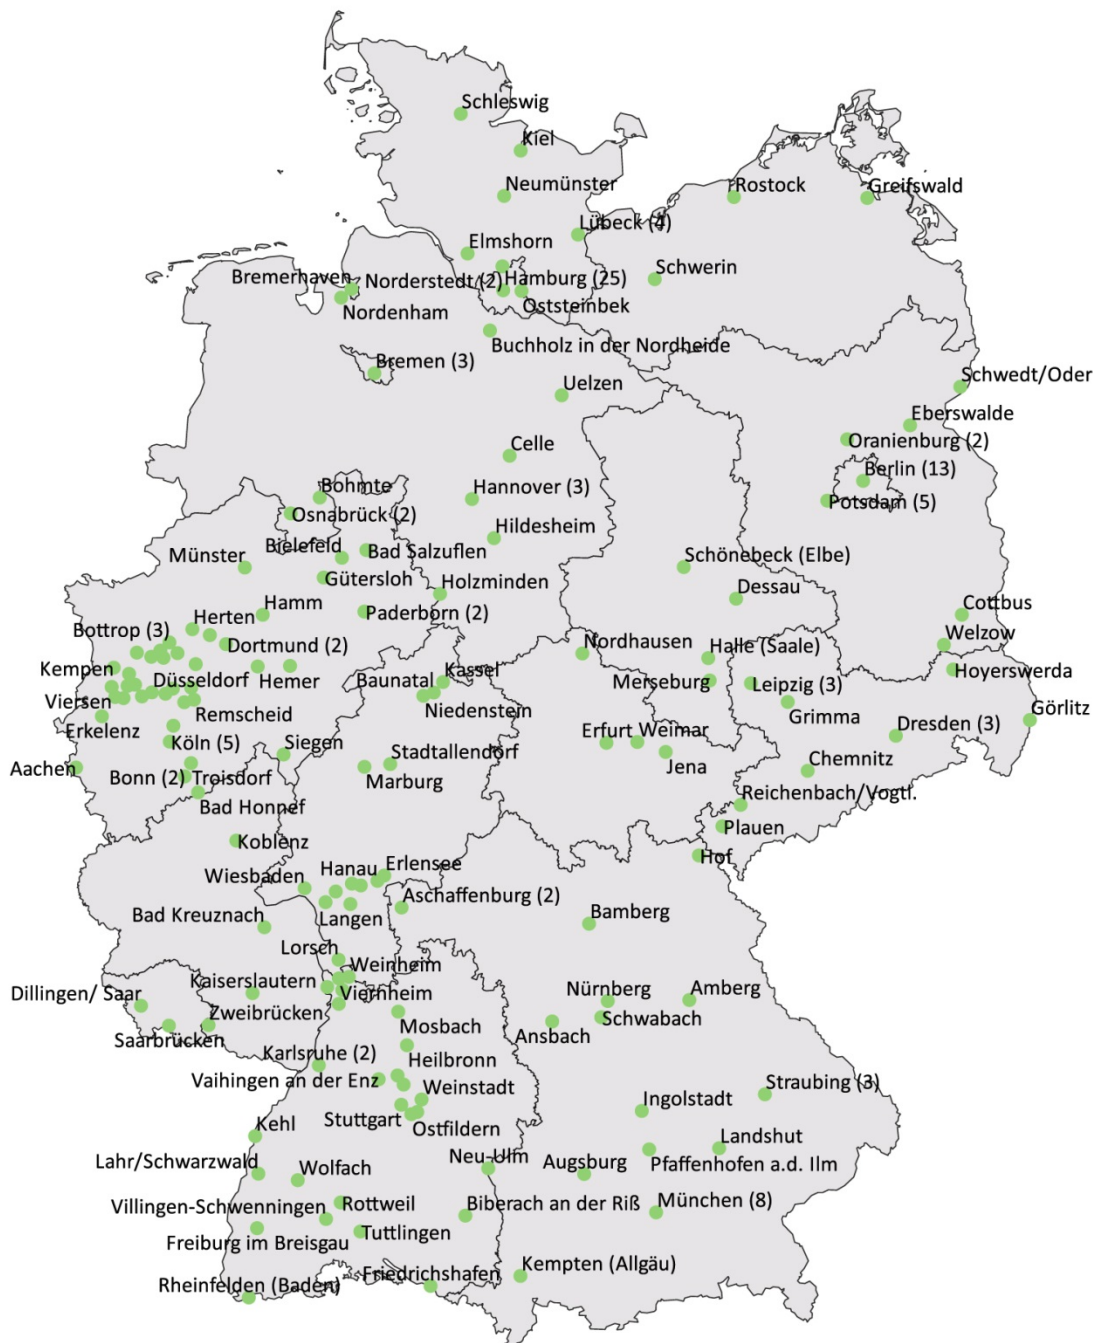 Schleswig
Kiel
Neumünster
Rostock
Greifswald
Lübeck (4)
Elmshorn
Schwerin
Bremerhaven
Norderstedt (2)
Hamburg (25)
Nordenham
Oststeinbek
Buchholz in der Nordheide
Bremen (3)
Uelzen
Schwedt/Oder
Eberswalde
Oranienburg (2)
Celle
Berlin (13)
Bohmte
Hannover (3)
Potsdam (5)
Osnabrück (2)
Hildesheim
Bielefeld
Bad Salzuflen
Münster
Schönebeck (Elbe)
Gütersloh
Holzminden
Dessau
Hamm
Paderborn (2)
Cottbus
Herten
Bottrop (3)
Dortmund (2)
Welzow
Nordhausen
Halle (Saale)
Kempen
Kassel
Hoyerswerda
Düsseldorf
Hemer
Baunatal
Merseburg
Leipzig (3)
Viersen
Niedenstein
Remscheid
Grimma
Görlitz
Erkelenz
Dresden (3)
Erfurt
Weimar
Köln (5)
Siegen
Stadtallendorf
Chemnitz
Aachen
Bonn (2)
Troisdorf
Marburg
Jena
Bad Honnef
Reichenbach/Vogtl.
Plauen
Koblenz
Hof
Hanau
Erlensee
Wiesbaden
Aschaffenburg (2)
Bad Kreuznach
Langen
Bamberg
Lorsch
Weinheim
Kaiserslautern
Dillingen/ Saar
Viernheim
Nürnberg
Amberg
Zweibrücken
Schwabach
Saarbrücken
Mosbach
Ansbach
Karlsruhe (2)
Heilbronn
Vaihingen an der Enz
Weinstadt
Straubing (3)
Ingolstadt
Stuttgart
Ostfildern
Kehl
Landshut
Neu-Ulm
Lahr/Schwarzwald
Wolfach
Augsburg
Pfaffenhofen a.d. Ilm
Villingen-Schwenningen
Rottweil
Biberach an der Riß
München (8)
Freiburg im Breisgau
Tuttlingen
Kempten (Allgäu)
Friedrichshafen
Rheinfelden (Baden)